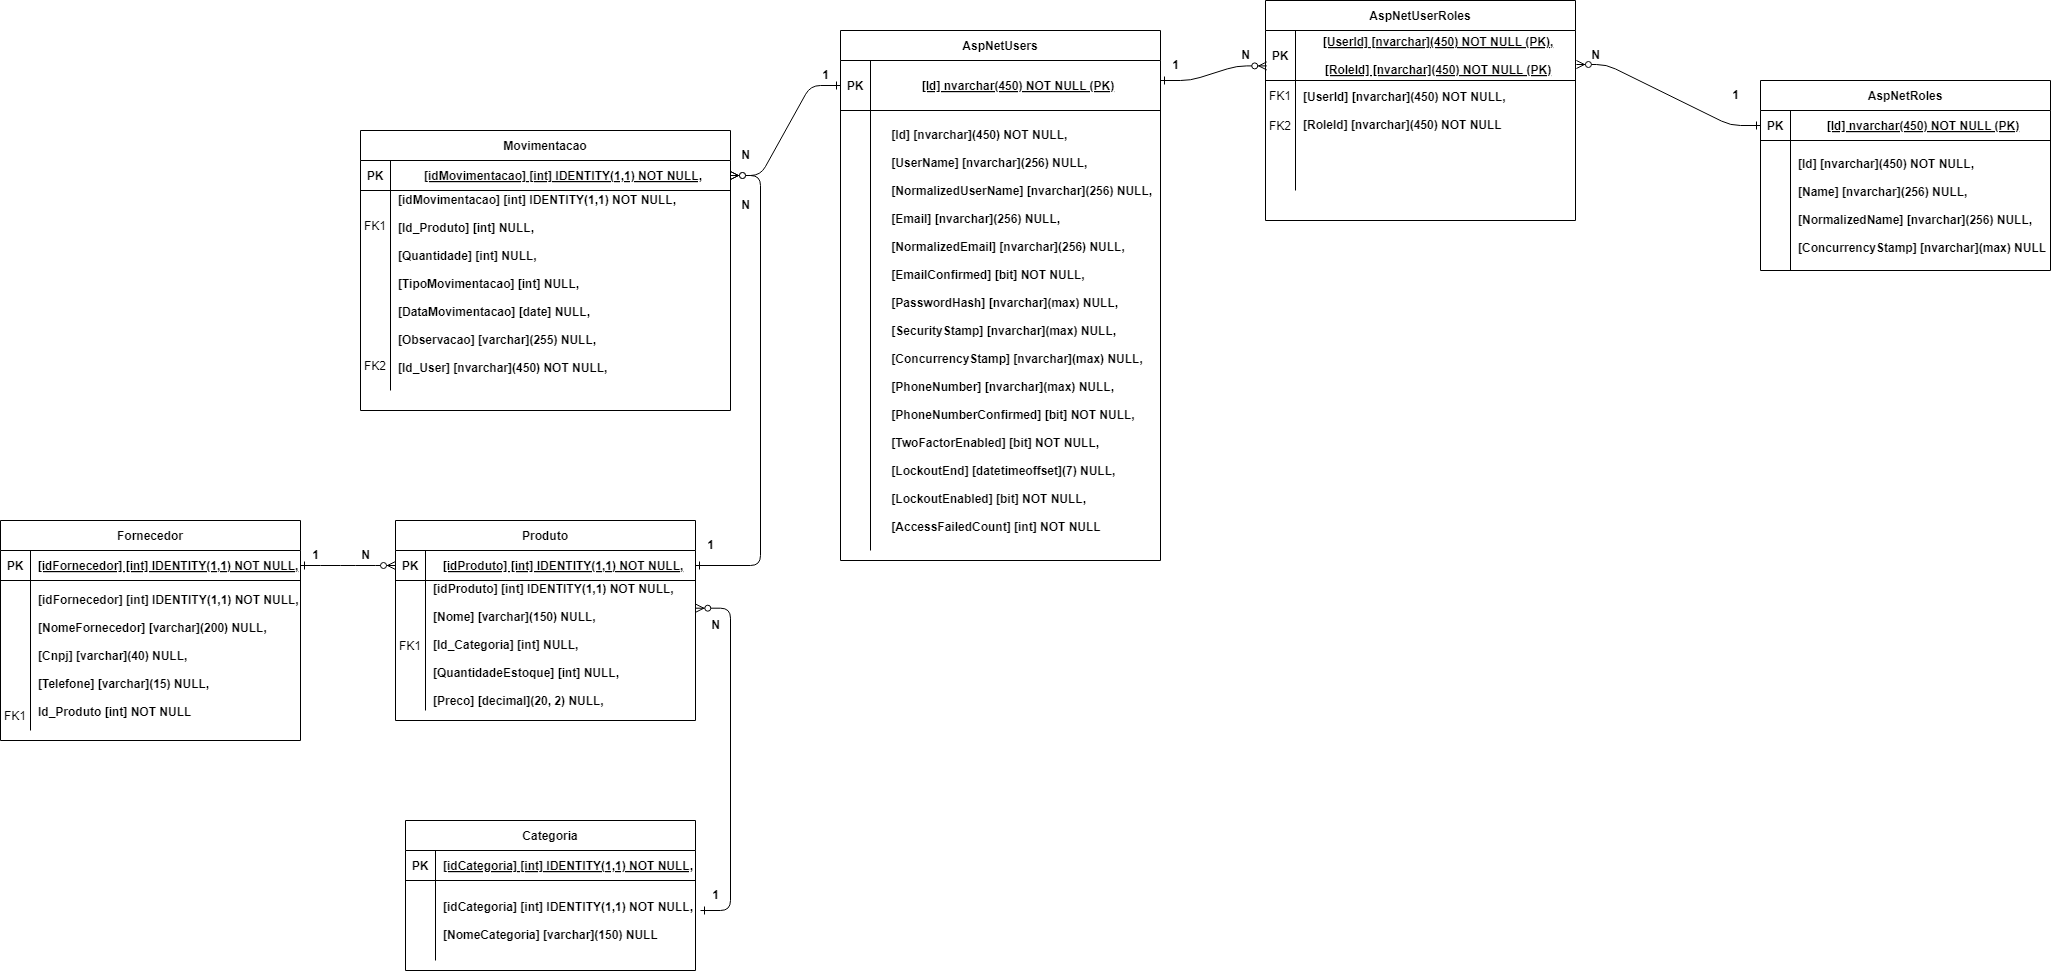 AspNetUserRoles
PK
[UserId] [nvarchar](450) NOT NULL (PK),
[RoleId] [nvarchar](450) NOT NULL (PK)
FK1 [UserId] [nvarchar](450) NOT NULL,
FK2 [RoleId] [nvarchar](450) NOT NULL
N
N
1
1
AspNetRoles
PK [Id] nvarchar(450) NOT NULL (PK)
[Id] [nvarchar](450) NOT NULL,
[Name] [nvarchar](256) NULL,
[NormalizedName] [nvarchar](256) NULL,
[ConcurrencyStamp] [nvarchar](max) NULL
AspNetUsers
1
PK [Id] nvarchar(450) NOT NULL (PK)
[Id] [nvarchar](450) NOT NULL,
[UserName] [nvarchar](256) NULL,
[NormalizedUserName] [nvarchar](256) NULL,
[Email] [nvarchar](256) NULL,
[NormalizedEmail] [nvarchar](256) NULL,
[EmailConfirmed] [bit] NOT NULL,
[PasswordHash] [nvarchar](max) NULL,
[SecurityStamp] [nvarchar](max) NULL,
[ConcurrencyStamp] [nvarchar](max) NULL,
[PhoneNumber] [nvarchar](max) NULL,
[PhoneNumberConfirmed] [bit] NOT NULL,
[TwoFactorEnabled] [bit] NOT NULL,
[LockoutEnd] [datetimeoffset](7) NULL,
[LockoutEnabled] [bit] NOT NULL,
[AccessFailedCount] [int] NOT NULL
Movimentacao
N
PK [idMovimentacao] [int] IDENTITY(1,1) NOT NULL,
N
[idMovimentacao] [int] IDENTITY(1,1) NOT NULL,
FK1 [Id_Produto] [int] NULL,
[Quantidade] [int] NULL,
[TipoMovimentacao] [int] NULL,
[DataMovimentacao] [date] NULL,
[Observacao] [varchar](255) NULL,
FK2 [Id_User] [nvarchar](450) NOT NULL,
Fornecedor
PK [idFornecedor] [int] IDENTITY(1,1) NOT NULL,
[idFornecedor] [int] IDENTITY(1,1) NOT NULL,
[NomeFornecedor] [varchar](200) NULL,
[Cnpj] [varchar](40) NULL,
[Telefone] [varchar](15) NULL,
FK1 Id_Produto [int] NOT NULL
1
N
Produto
1
PK [idProduto] [int] IDENTITY(1,1) NOT NULL,
[idProduto] [int] IDENTITY(1,1) NOT NULL,
[Nome] [varchar](150) NULL,
N
FK1 [Id_Categoria] [int] NULL,
[QuantidadeEstoque] [int] NULL,
[Preco] [decimal](20, 2) NULL,
Categoria
PK [idCategoria] [int] IDENTITY(1,1) NOT NULL,
1
[idCategoria] [int] IDENTITY(1,1) NOT NULL,
[NomeCategoria] [varchar](150) NULL